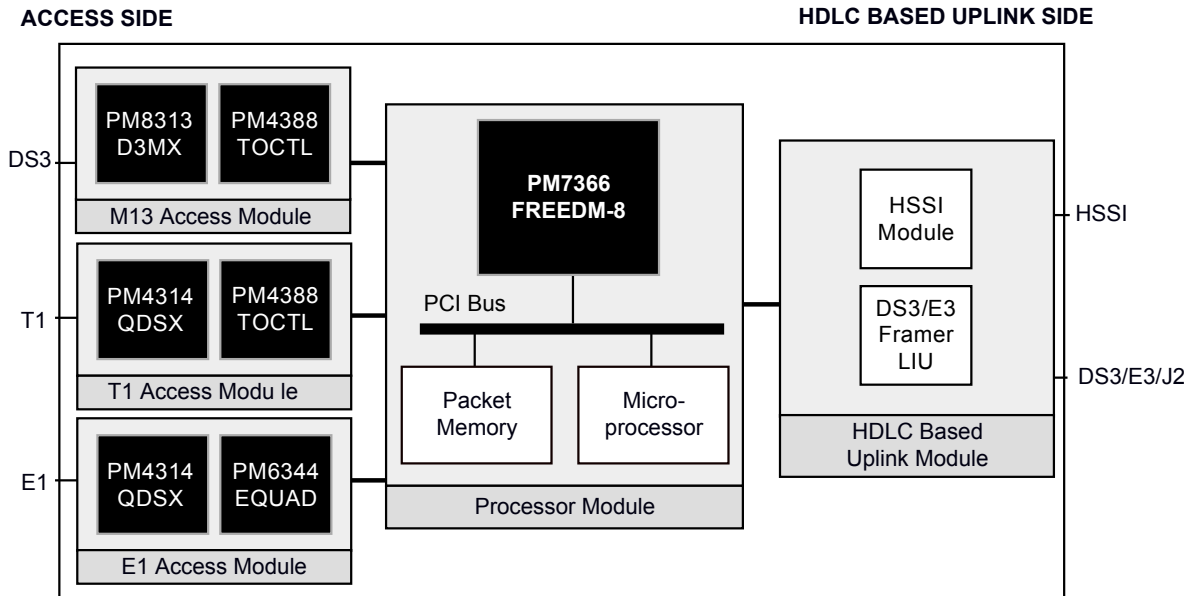 ACCESS SIDE
HDLC BASED UPLINK SIDE
DS3
PM8313
D3MX
PM4388
TOCTL
M13 Access Module
T1
PM4314
QDSX
PM4388
TOCTL
T1 Access Modu le
E1
PM4314
QDSX
PM6344
EQUAD
E1 Access Module
PM7366
FREEDM-8
PCI Bus
Packet
Memory
Micro-
processor
Processor Module
HSSI
Module
DS3/E3
Framer
LIU
HDLC Based
Uplink Module
HSSI
DS3/E3/J2